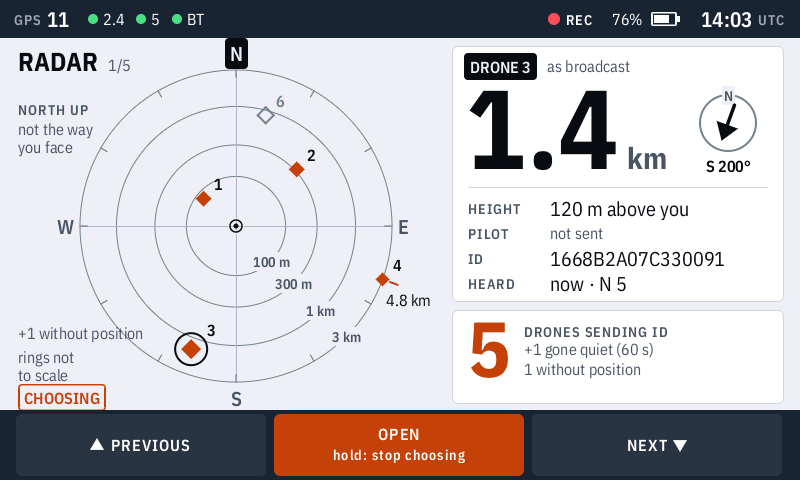 GPS 11 2.4 5 BT REC 76% 14:03 UTC
RADAR 1/5
N
NORTH UP
not the way
you face
6
2
1
W
E
100 m
300 m
1 km
3 km
4
4.8 km
3
+1 without position
rings not
to scale
CHOOSING
S
DRONE 3 as broadcast
1.4 km
N
S 200°
HEIGHT 120 m above you
PILOT not sent
ID 1668B2A07C330091
HEARD now · N 5
5
DRONES SENDING ID
+1 gone quiet (60 s)
1 without position
▲ PREVIOUS
OPEN
hold: stop choosing
NEXT ▼